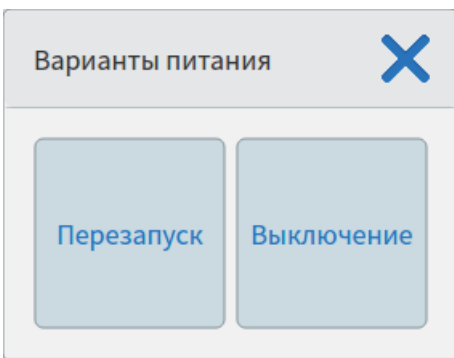 Варианты питания
Перезапуск
Выключение